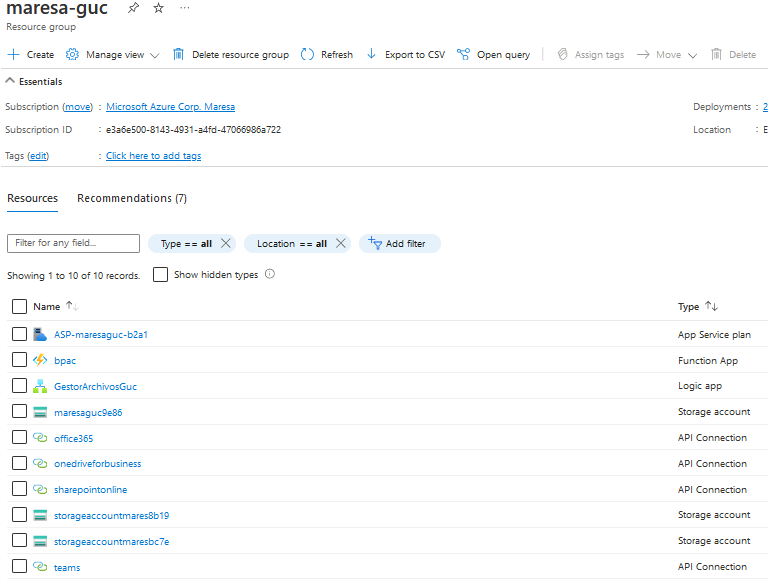 maresa-guc
Resource group
Create Manage view Delete resource group Refresh Export to CSV Open query Assign tags Move Delete
Essentials
Subscription (move) : Microsoft Azure Corp. Maresa Deployments : 2
Subscription ID : e3a6e500-8143-4931-a4fd-47066986a722 Location : E
Tags (edit) : Click here to add tags
Resources Recommendations (7)
Filter for any field... Type == all Location == all Add filter
Showing 1 to 10 of 10 records. Show hidden types
Name Type
ASP-maresaguc-b2a1 App Service plan
bpac Function App
GestorArchivosGuc Logic app
maresaguc9e86 Storage account
office365 API Connection
onedriveforbusiness API Connection
sharepointonline API Connection
storageaccountmares8b19 Storage account
storageaccountmaresbc7e Storage account
teams API Connection